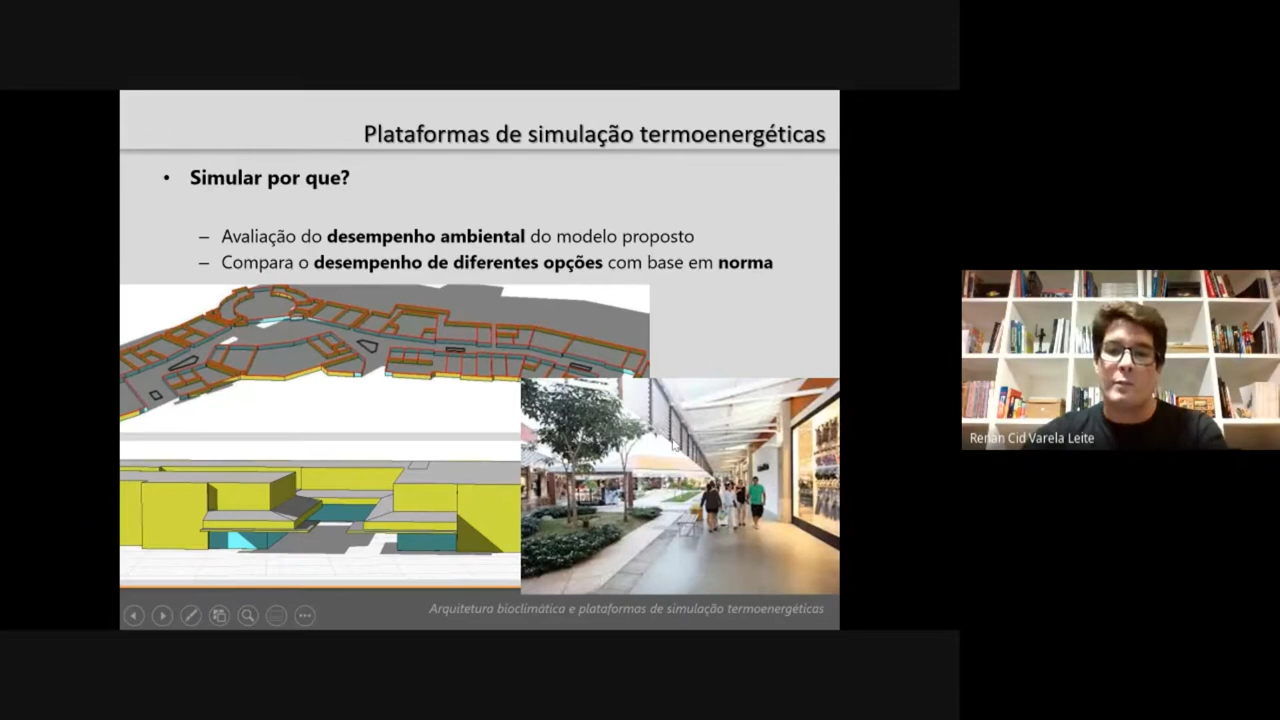 Plataformas de simulação termoenergéticas
• Simular por que?
– Avaliação do desempenho ambiental do modelo proposto
– Compara o desempenho de diferentes opções com base em norma
Arquitetura bioclimática e plataformas de simulação termoenergéticas
Renan Cid Varela Leite